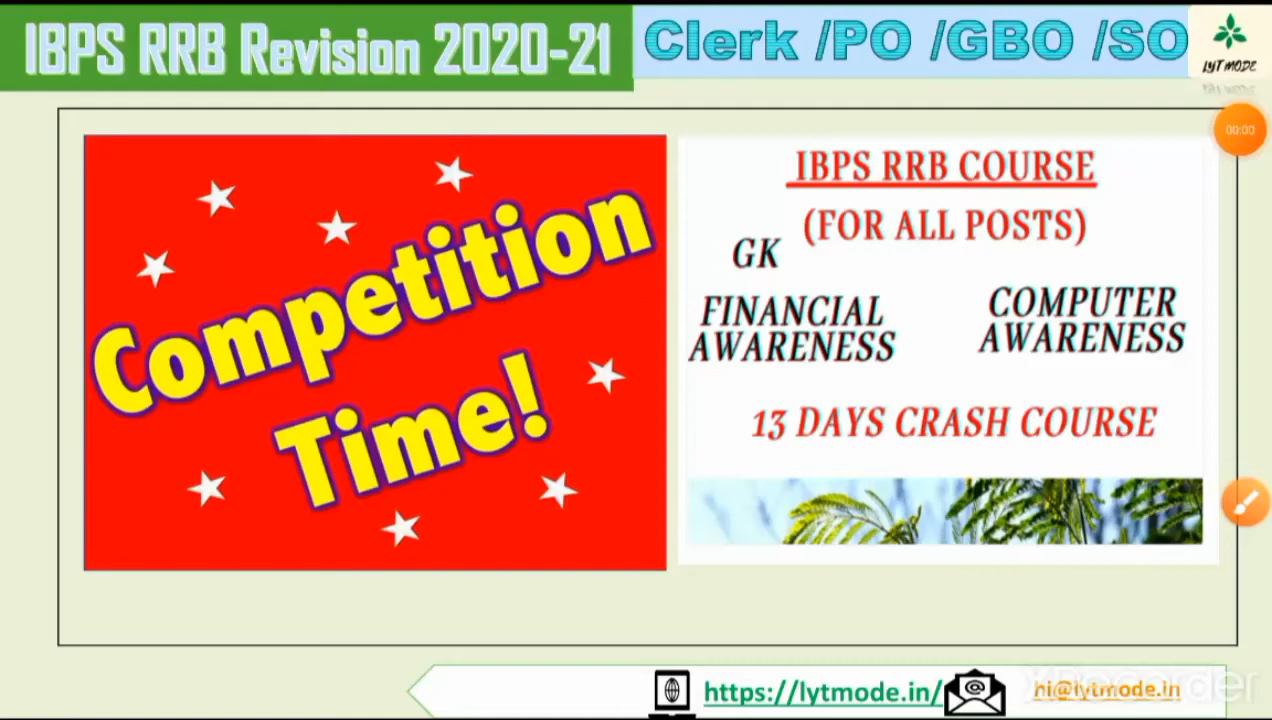 IBPS RRB Revision 2020-21
Clerk /PO /GBO /SO
LYT MODE
00:00
Competition
Time!
IBPS RRB COURSE
(FOR ALL POSTS)
GK
FINANCIAL
AWARENESS
COMPUTER
AWARENESS
13 DAYS CRASH COURSE
https://lytmode.in/
hi@lytmode.in
XRecorder